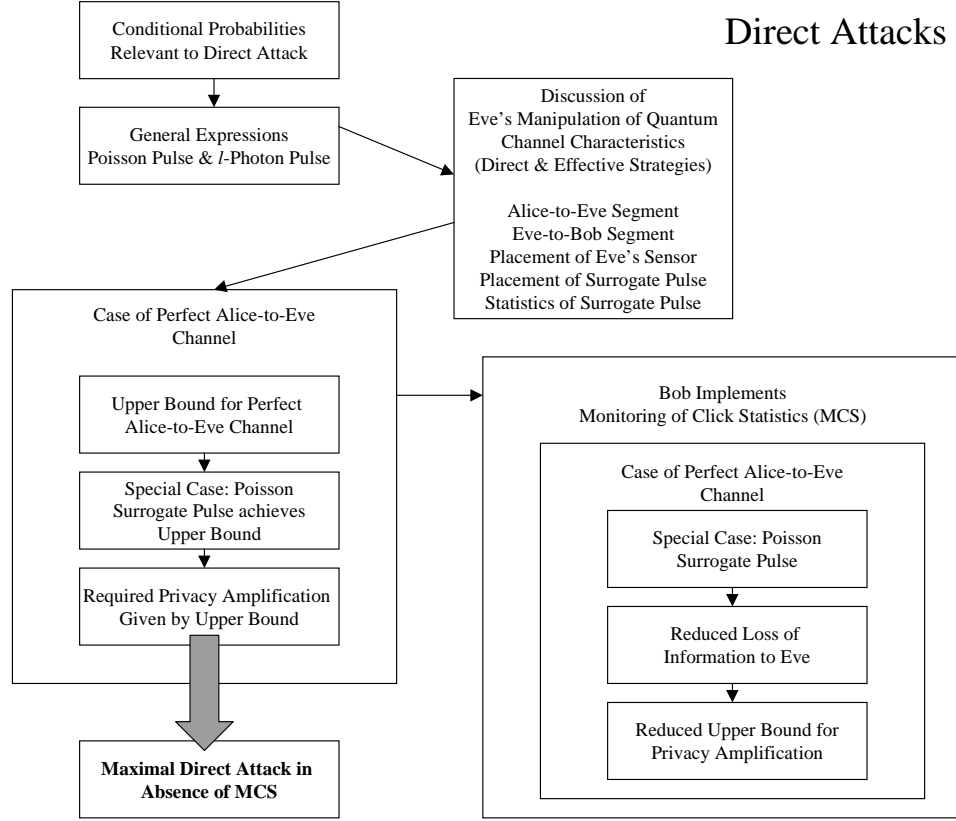 Direct Attacks
Conditional Probabilities
Relevant to Direct Attack
General Expressions
Poisson Pulse & l-Photon Pulse
Discussion of
Eve's Manipulation of Quantum
Channel Characteristics
(Direct & Effective Strategies)
Alice-to-Eve Segment
Eve-to-Bob Segment
Placement of Eve's Sensor
Placement of Surrogate Pulse
Statistics of Surrogate Pulse
Case of Perfect Alice-to-Eve
Channel
Upper Bound for Perfect
Alice-to-Eve Channel
Special Case: Poisson
Surrogate Pulse achieves
Upper Bound
Required Privacy Amplification
Given by Upper Bound
Maximal Direct Attack in
Absence of MCS
Bob Implements
Monitoring of Click Statistics (MCS)
Case of Perfect Alice-to-Eve
Channel
Special Case: Poisson
Surrogate Pulse
Reduced Loss of
Information to Eve
Reduced Upper Bound for
Privacy Amplification